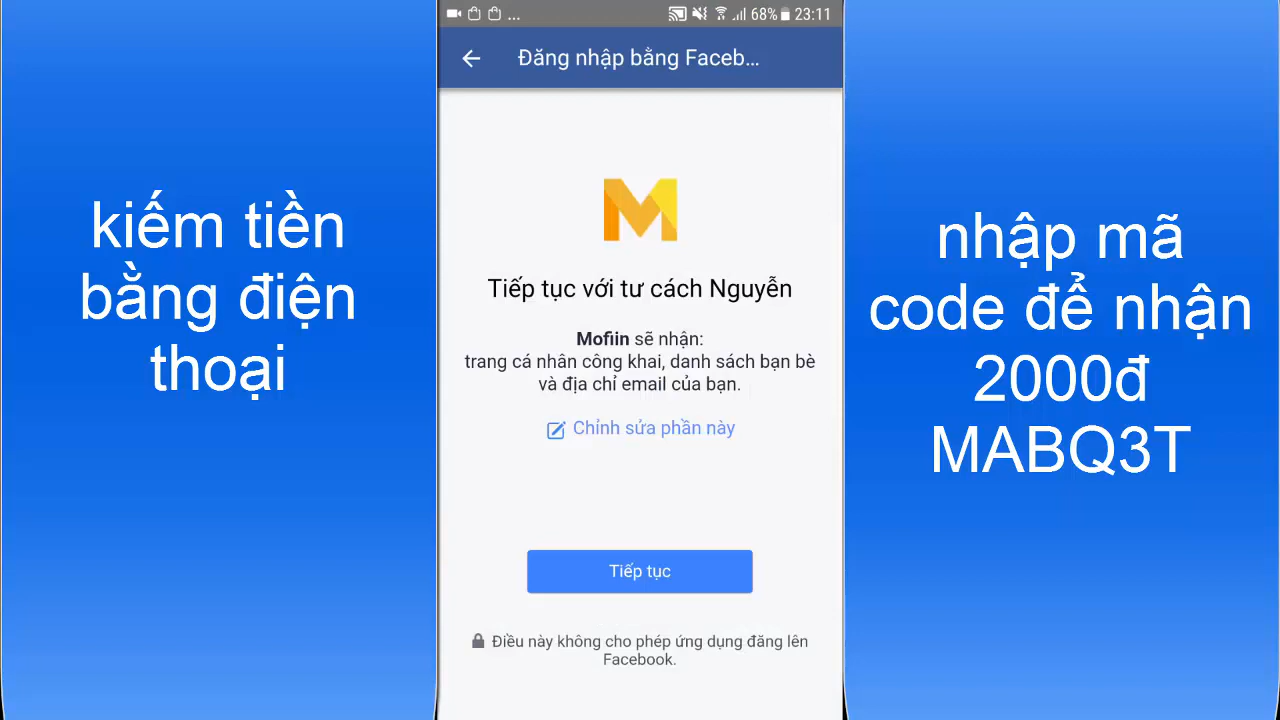 ... 68% 23:11
Đăng nhập bằng Faceb...
kiếm tiền
bằng điện
thoại
Tiếp tục với tư cách Nguyễn
Mofiin sẽ nhận:
trang cá nhân công khai, danh sách bạn bè
và địa chỉ email của bạn.
Chỉnh sửa phần này
Tiếp tục
Điều này không cho phép ứng dụng đăng lên
Facebook.
nhập mã
code để nhận
2000đ
MABQ3T